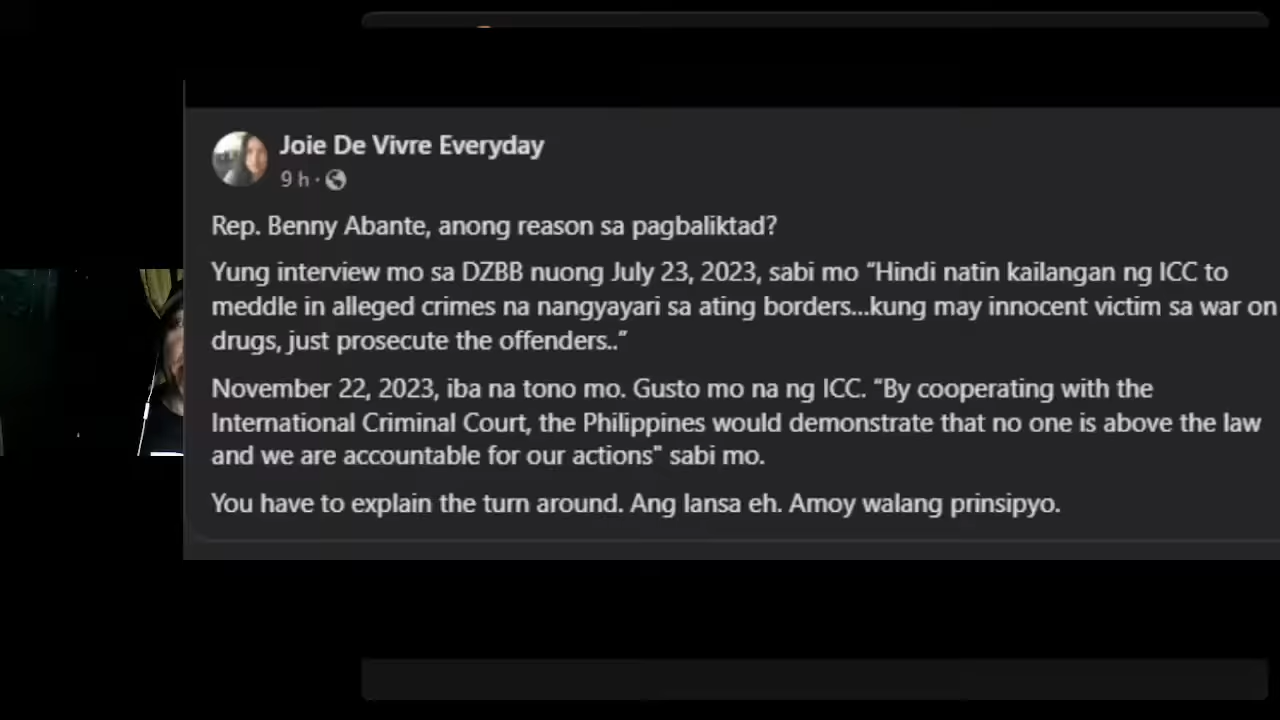 Joie De Vivre Everyday
9 h ·
Rep. Benny Abante, anong reason sa pagbaliktad?
Yung interview mo sa DZBB nuong July 23, 2023, sabi mo “Hindi natin kailangan ng ICC to
meddle in alleged crimes na nangyayari sa ating borders...kung may innocent victim sa war on
drugs, just prosecute the offenders..”
November 22, 2023, iba na tono mo. Gusto mo na ng ICC. “By cooperating with the
International Criminal Court, the Philippines would demonstrate that no one is above the law
and we are accountable for our actions" sabi mo.
You have to explain the turn around. Ang lansa eh. Amoy walang prinsipyo.